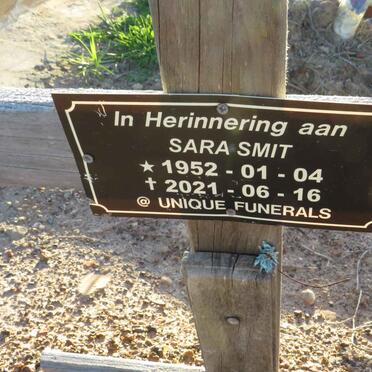 In Herinnering aan
SARA SMIT
★ 1952 - 01 - 04
✝ 2021 - 06 - 16
@ UNIQUE FUNERALS